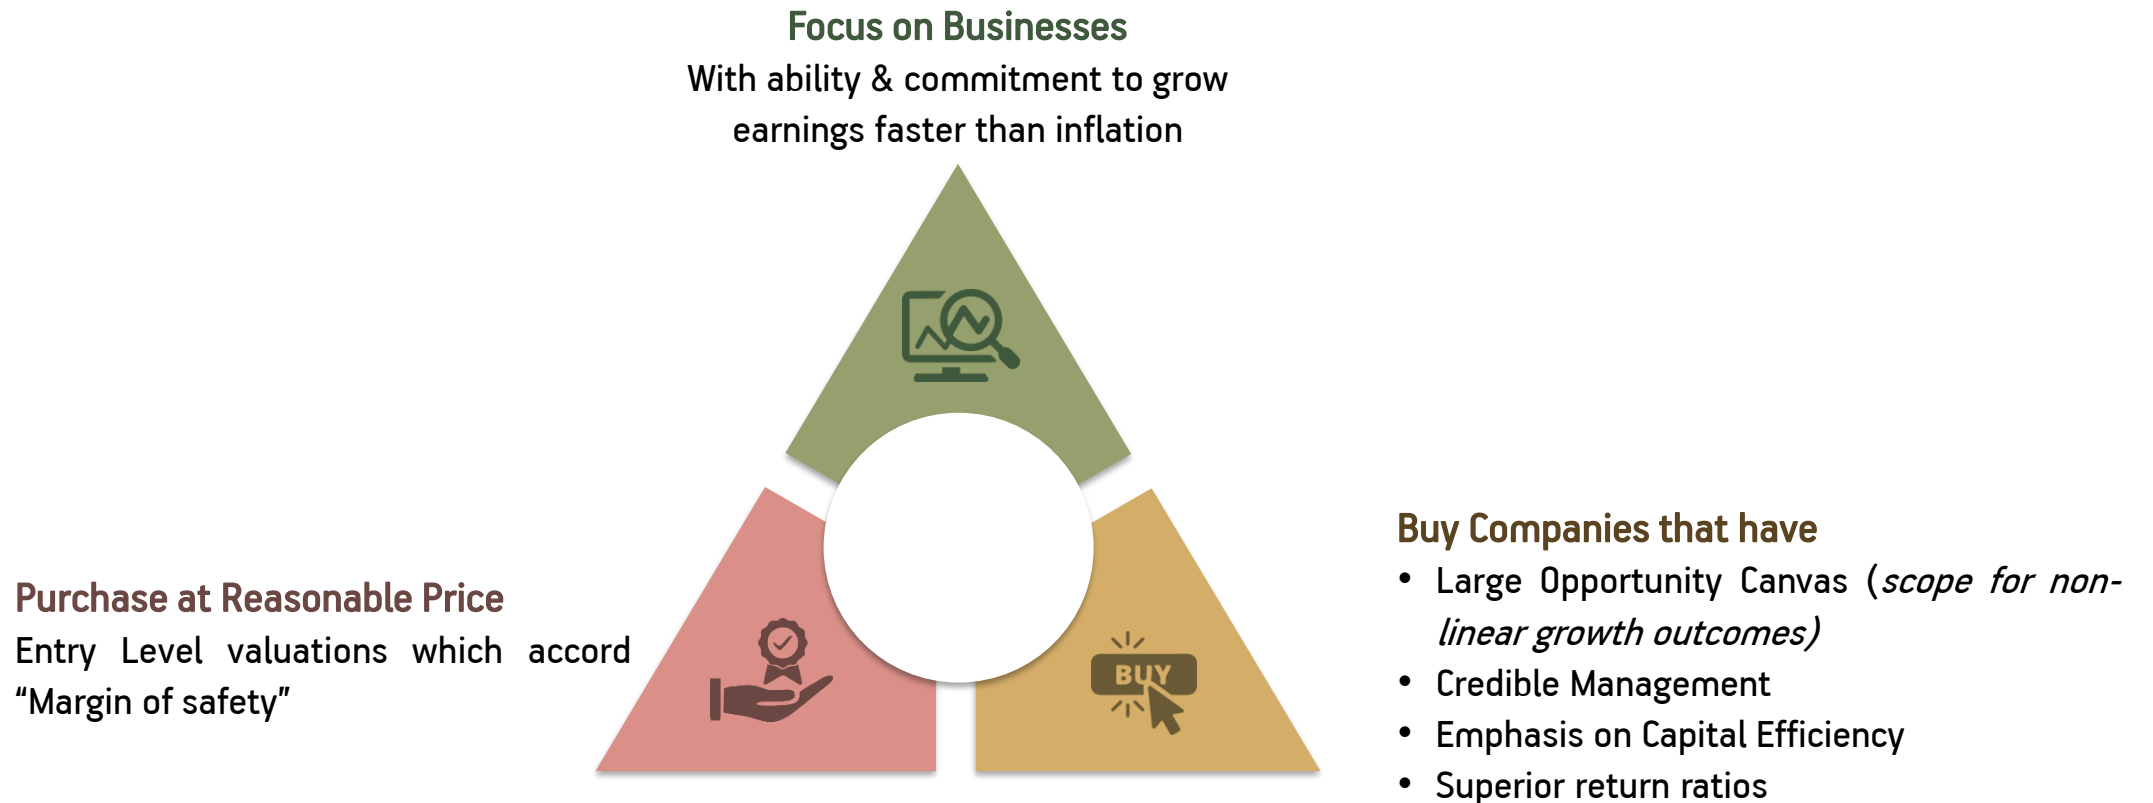 Focus on Businesses
With ability & commitment to grow
earnings faster than inflation
Purchase at Reasonable Price
Entry Level valuations which accord
“Margin of safety”
BUY
Buy Companies that have
• Large Opportunity Canvas (scope for non-
linear growth outcomes)
• Credible Management
• Emphasis on Capital Efficiency
• Superior return ratios